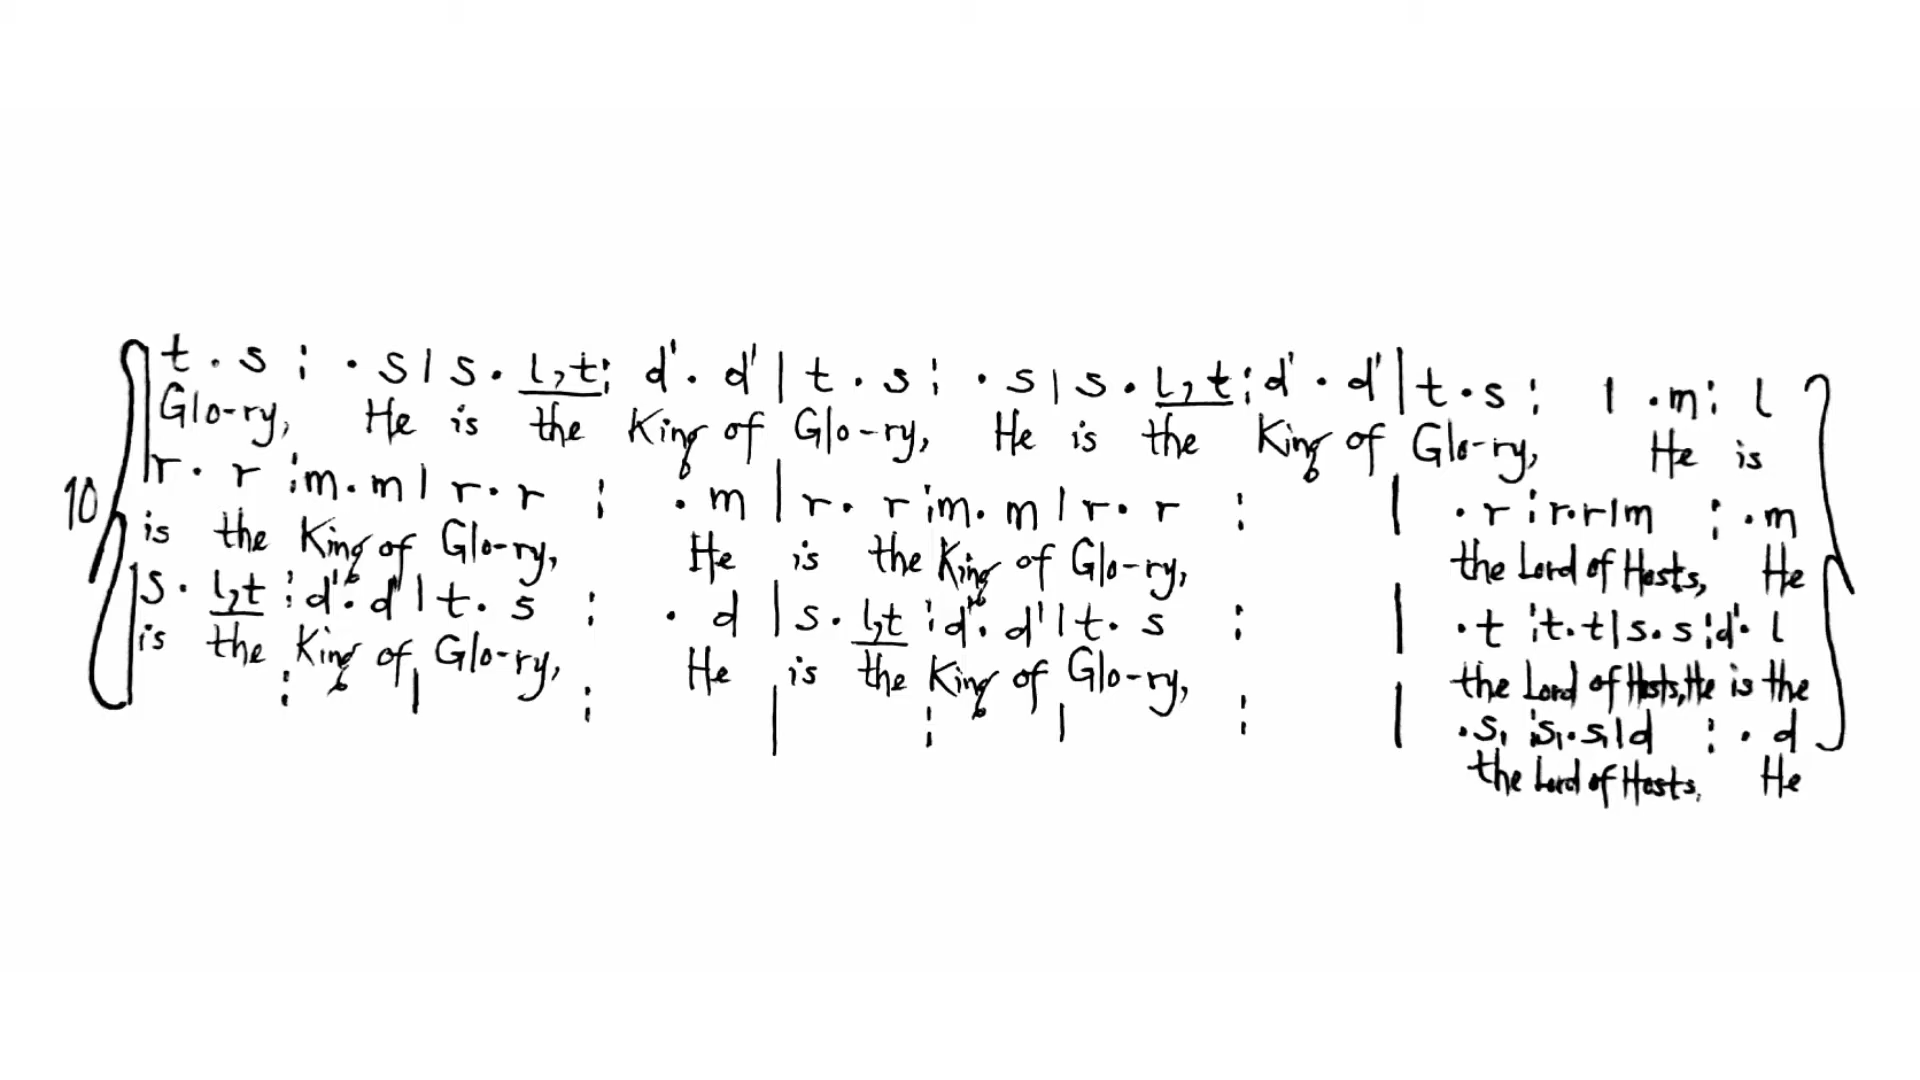 t . s : . s | s . l,t : d' . d' | t . s : . s | s . l,t : d' . d' | t . s : | . m : l
Glo-ry, He is the King of Glo-ry, He is the King of Glo-ry, He is
10
r . r : m . m | r . r : . m | r . r : m . m | r . r : | . r : r . r | m : . m
is the King of Glo-ry, He is the King of Glo-ry, the Lord of Hosts, He
s . l,t : d' . d' | t . s : . d | s . l,t : d' . d' | t . s : | . t : t . t | s . s : d' . l
is the King of Glo-ry, He is the King of Glo-ry, the Lord of Hosts, He is the
: | : | : | : | . s, : s, . s, | d : . d
the Lord of Hosts, He